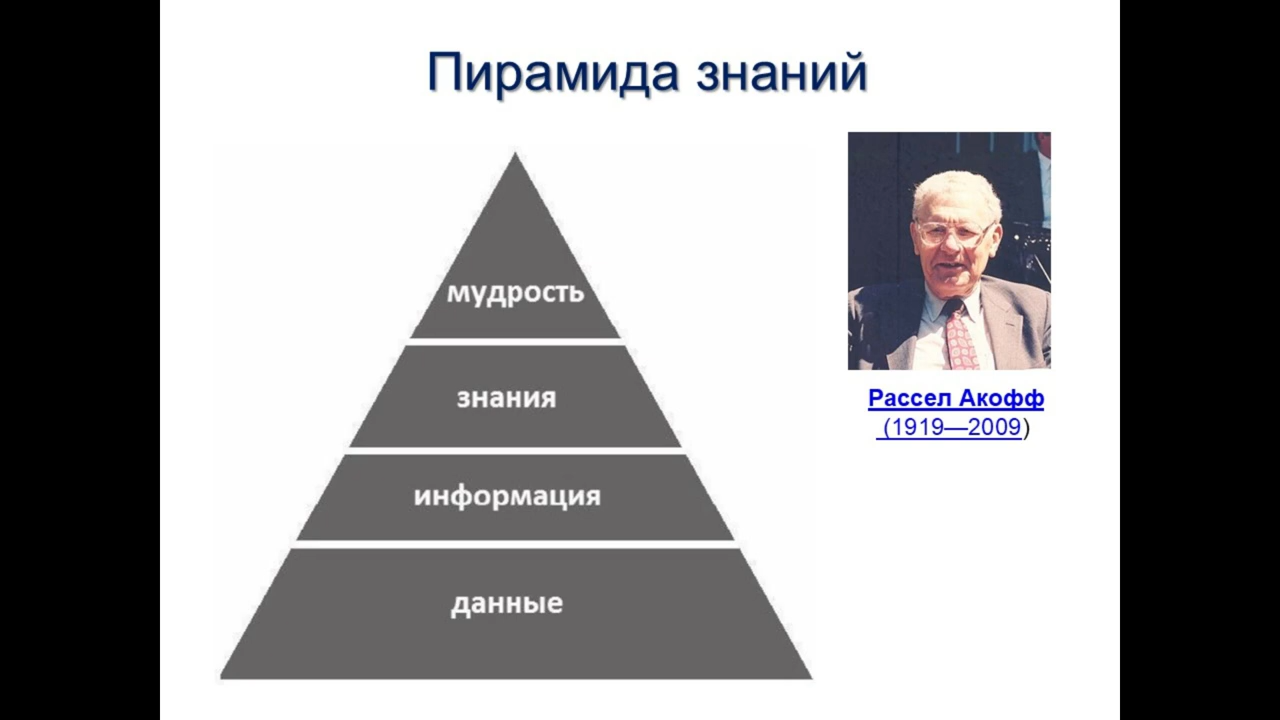 Пирамида знаний
мудрость
знания
информация
данные
Рассел Акофф
(1919—2009)